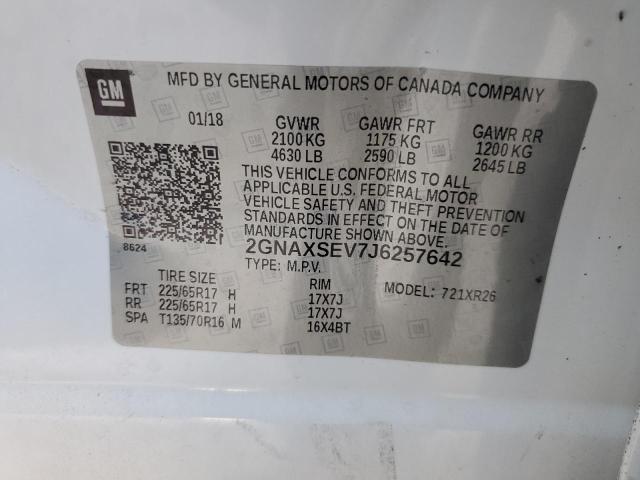 GM
MFD BY GENERAL MOTORS OF CANADA COMPANY
01/18 GVWR GAWR FRT GAWR RR
2100 KG 1175 KG 1200 KG
4630 LB 2590 LB 2645 LB
THIS VEHICLE CONFORMS TO ALL
APPLICABLE U.S. FEDERAL MOTOR
VEHICLE SAFETY AND THEFT PREVENTION
STANDARDS IN EFFECT ON THE DATE OF
MANUFACTURE SHOWN ABOVE.
8624
2GNAXSEV7J6257642
TYPE: M.P.V.
TIRE SIZE RIM MODEL: 721XR26
FRT 225/65R17 H 17X7J
RR 225/65R17 H 17X7J
SPA T135/70R16 M 16X4BT